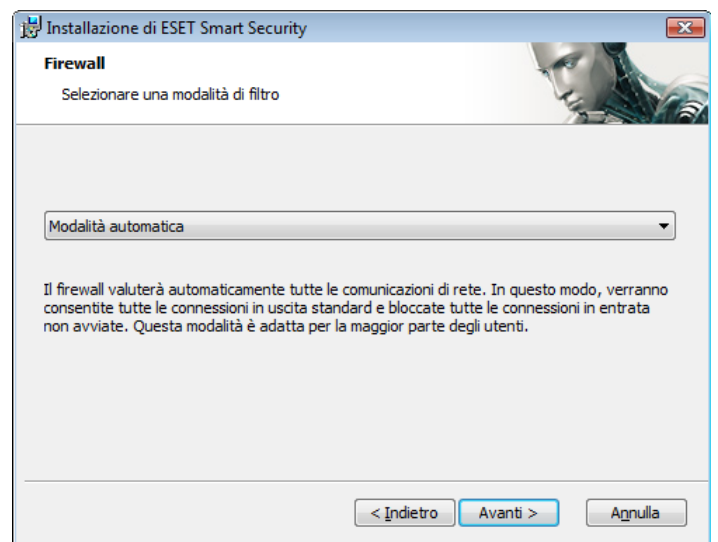 Installazione di ESET Smart Security
Firewall
Selezionare una modalità di filtro
Modalità automatica
Il firewall valuterà automaticamente tutte le comunicazioni di rete. In questo modo, verranno
consentite tutte le connessioni in uscita standard e bloccate tutte le connessioni in entrata
non avviate. Questa modalità è adatta per la maggior parte degli utenti.
< Indietro Avanti > Annulla